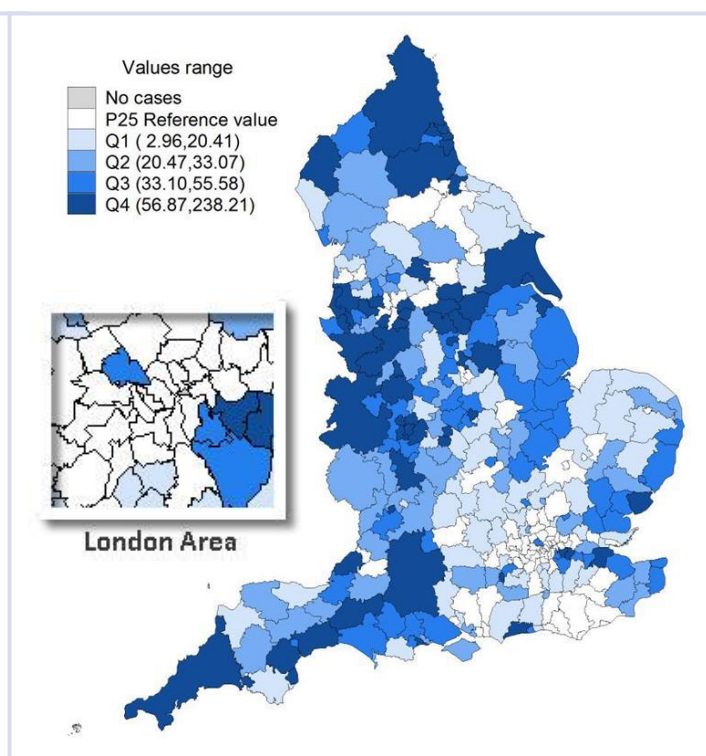 Values range
No cases
P25 Reference value
Q1 ( 2.96,20.41)
Q2 (20.47,33.07)
Q3 (33.10,55.58)
Q4 (56.87,238.21)
London Area